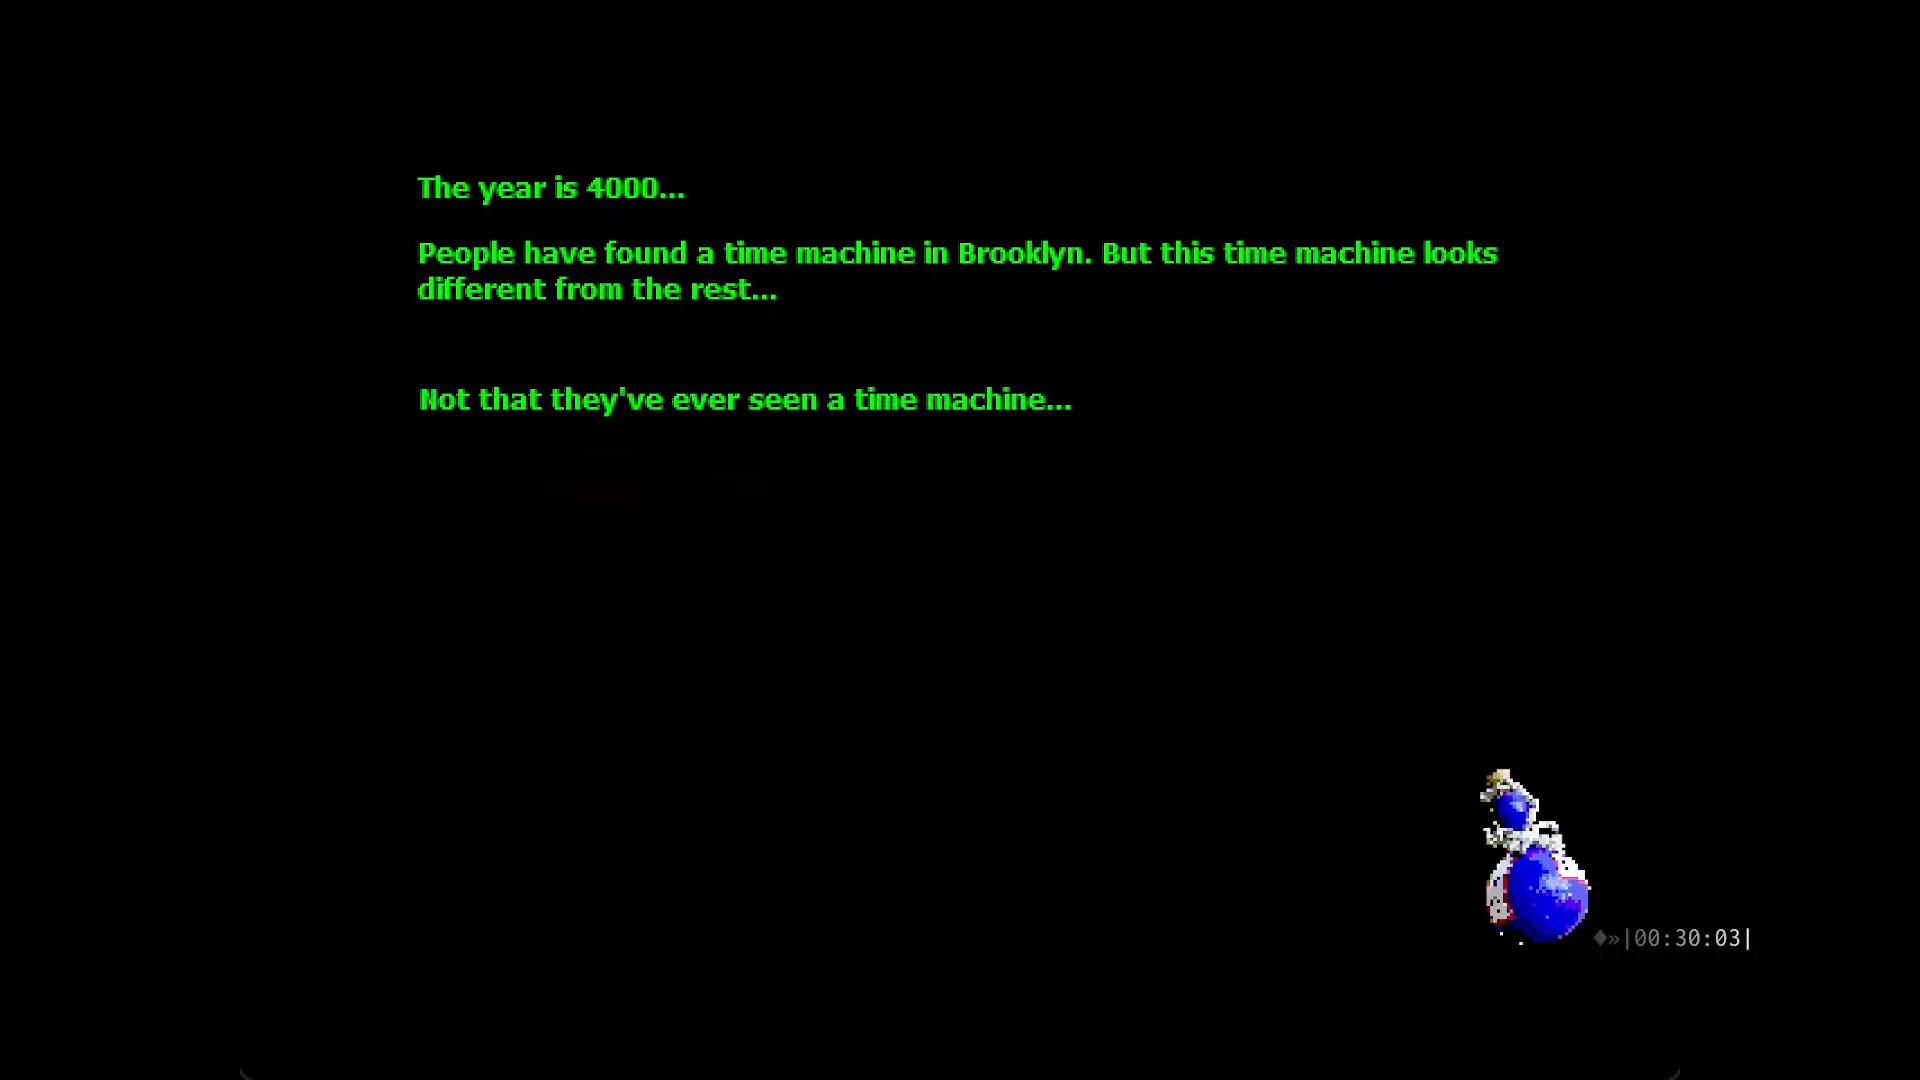 The year is 4000...
People have found a time machine in Brooklyn. But this time machine looks
different from the rest...
Not that they've ever seen a time machine...
♦»|00:30:03|